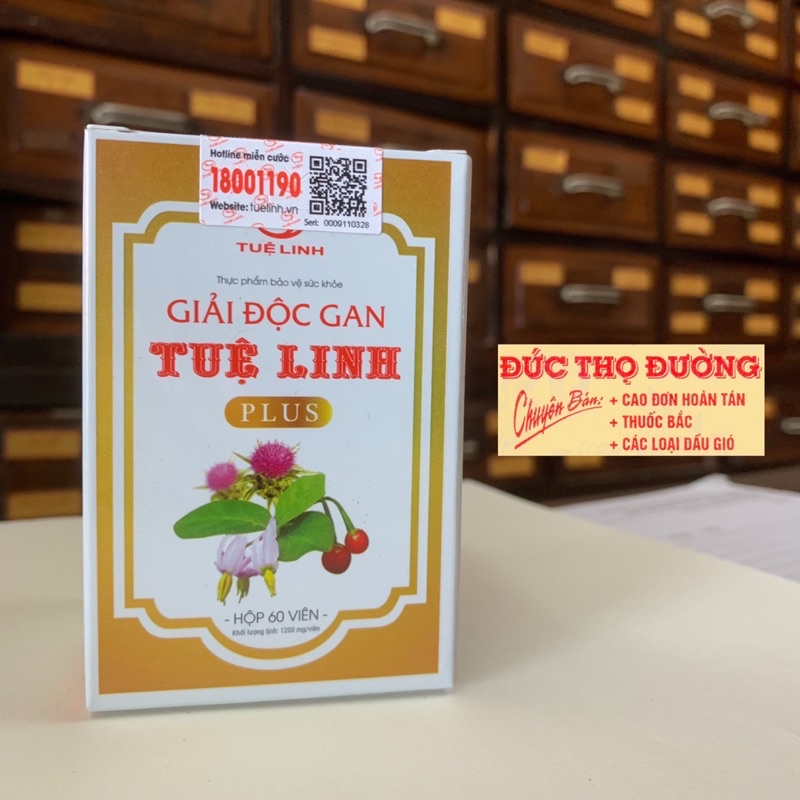 Hotline miễn cước
18001190
Website: tuelinh.vn
Seri: 0009110328
TUỆ LINH
Thực phẩm bảo vệ sức khỏe
GIẢI ĐỘC GAN
TUỆ LINH
PLUS
- HỘP 60 VIÊN -
Khối lượng tịnh: 1200 mg/viên
ĐỨC THỌ ĐƯỜNG
Chuyên Bán: + CAO ĐƠN HOÀN TÁN
+ THUỐC BẮC
+ CÁC LOẠI DẦU GIÓ